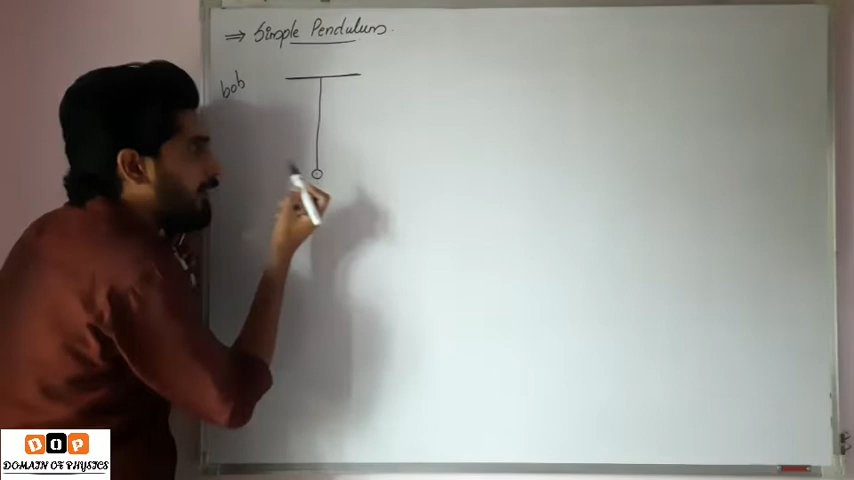 ⇒ Simple Pendulum.
bob
DOP
DOMAIN OF PHYSICS